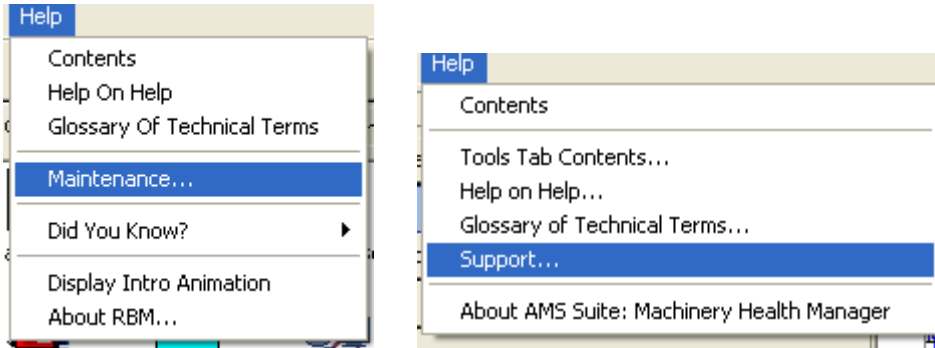 Help
Contents
Help On Help
Glossary Of Technical Terms
Maintenance...
Did You Know?
Display Intro Animation
About RBM...
Help
Contents
Tools Tab Contents...
Help on Help...
Glossary of Technical Terms...
Support...
About AMS Suite: Machinery Health Manager